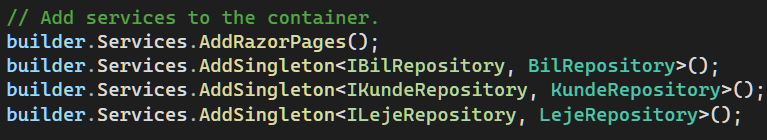 // Add services to the container.
builder.Services.AddRazorPages();
builder.Services.AddSingleton<IBilRepository, BilRepository>();
builder.Services.AddSingleton<IKundeRepository, KundeRepository>();
builder.Services.AddSingleton<ILejeRepository, LejeRepository>();